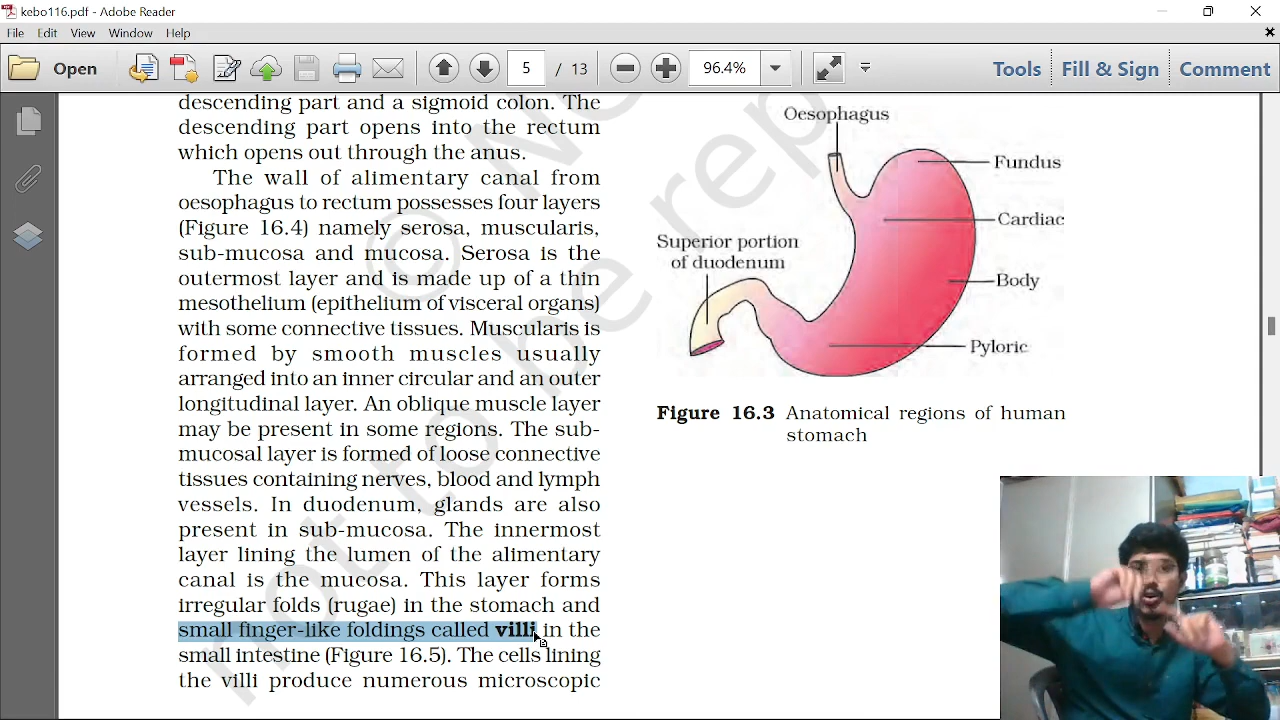 kebo116.pdf - Adobe Reader
File Edit View Window Help
Open 5 / 13 96.4% Tools Fill & Sign Comment
descending part and a sigmoid colon. The
descending part opens into the rectum
which opens out through the anus.
The wall of alimentary canal from
oesophagus to rectum possesses four layers
(Figure 16.4) namely serosa, muscularis,
sub-mucosa and mucosa. Serosa is the
outermost layer and is made up of a thin
mesothelium (epithelium of visceral organs)
with some connective tissues. Muscularis is
formed by smooth muscles usually
arranged into an inner circular and an outer
longitudinal layer. An oblique muscle layer
may be present in some regions. The sub-
mucosal layer is formed of loose connective
tissues containing nerves, blood and lymph
vessels. In duodenum, glands are also
present in sub-mucosa. The innermost
layer lining the lumen of the alimentary
canal is the mucosa. This layer forms
irregular folds (rugae) in the stomach and
small finger-like foldings called villi in the
small intestine (Figure 16.5). The cells lining
the villi produce numerous microscopic
Oesophagus
Fundus
Cardiac
Superior portion
of duodenum
Body
Pyloric
Figure 16.3 Anatomical regions of human
stomach
not to be rep
©